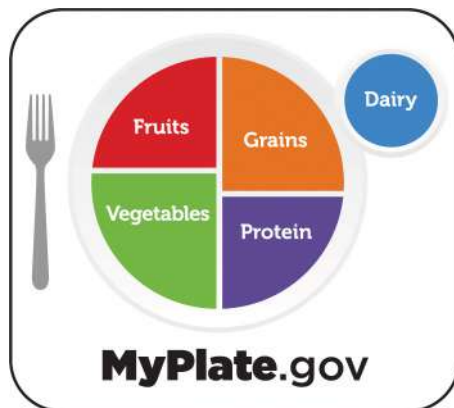 Fruits
Grains
Dairy
Vegetables
Protein
MyPlate.gov